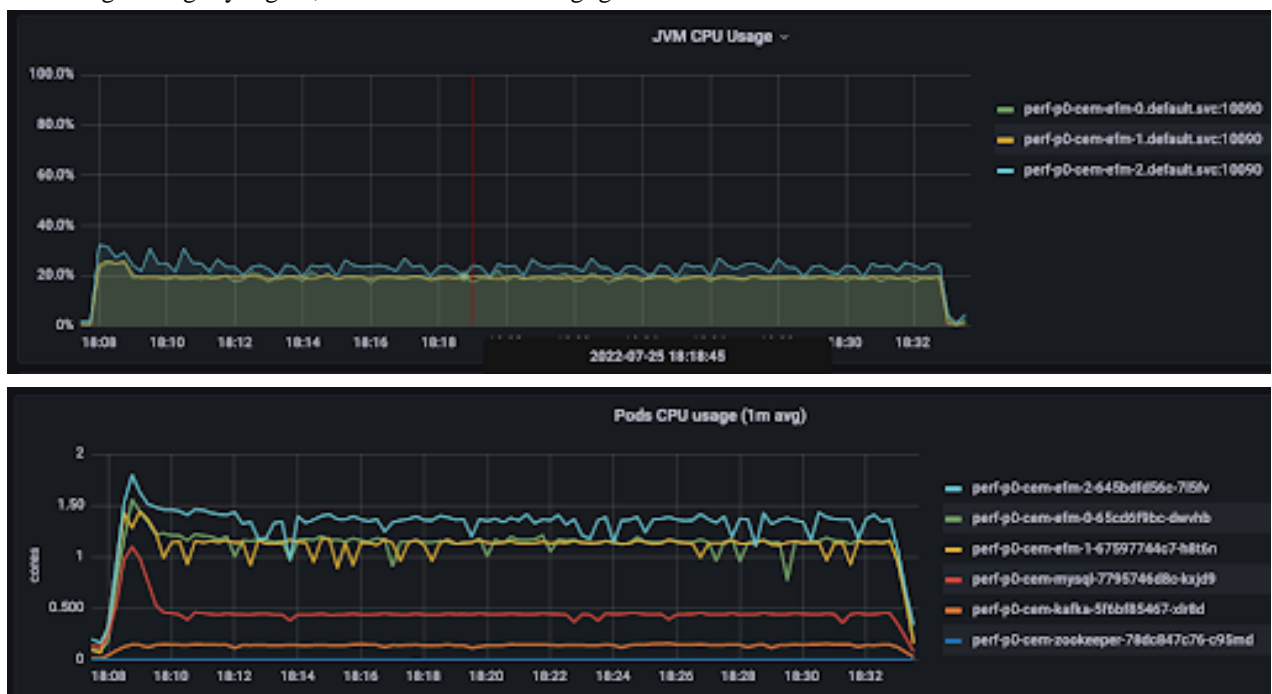 JVM CPU Usage
100.0%
80.0%
60.0%
40.0%
20.0%
0%
18:08 18:10 18:12 18:14 18:16 18:18 18:30 18:32
2022-07-25 18:18:45
perf-p0-cem-efm-0.default.svc:10090
perf-p0-cem-efm-1.default.svc:10090
perf-p0-cem-efm-2.default.svc:10090
Pods CPU usage (1m avg)
cores
2
1.50
1
0.500
0
18:08 18:10 18:12 18:14 18:16 18:18 18:20 18:22 18:24 18:26 18:28 18:30 18:32
perf-p0-cem-efm-2-645bdfd56c-7l5fv
perf-p0-cem-efm-0-65cd6f9bc-dwvhb
perf-p0-cem-efm-1-67597744c7-h8t6n
perf-p0-cem-mysql-7795746d8c-kxjd9
perf-p0-cem-kafka-5f6bf85467-xlr8d
perf-p0-cem-zookeeper-78dc847c76-c95md